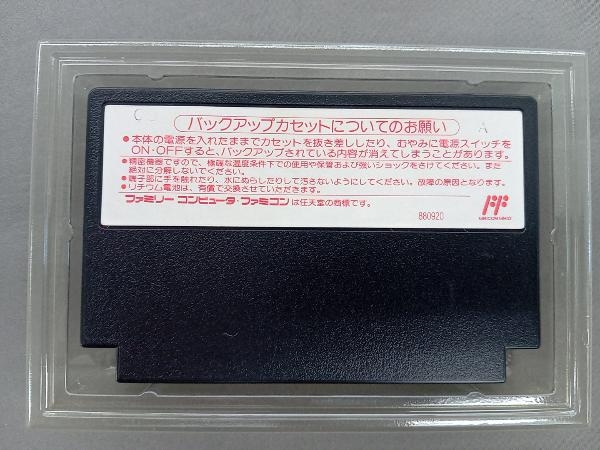 バックアップカセットについてのお願い
A
●本体の電源を入れたままでカセットを抜き差ししたり、むやみに電源スイッチを
ON・OFFすると、バックアップされている内容が消えてしまうことがあります。
●精密機器ですので、極端な温度条件下での使用や保管および強いショックをさけてください。また
絶対に分解しないでください。
●端子部に手を触れたり、水にぬらしたりして汚さないようにしてください。故障の原因となります。
●リチウム電池は、有償で交換させていただきます。
ファミリー コンピュータ・ファミコンは任天堂の商標です。
880920